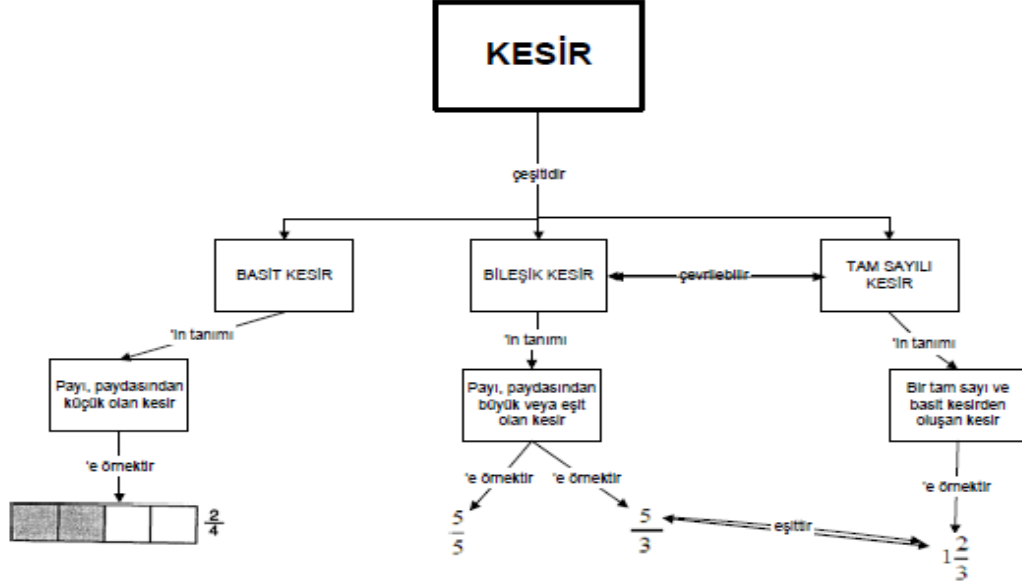 KESİR
çeşitidir
BASİT KESİR
BİLEŞİK KESİR
çevrilebilir
TAM SAYILI
KESİR
'in tanımı
'in tanımı
'in tanımı
Payı, paydasından
küçük olan kesir
Payı, paydasından
büyük veya eşit
olan kesir
Bir tam sayı ve
basit kesirden
oluşan kesir
'e örnektir
'e örnektir
'e örnektir
'e örnektir
2/4
5/5
5/3
eşittir
1 2/3